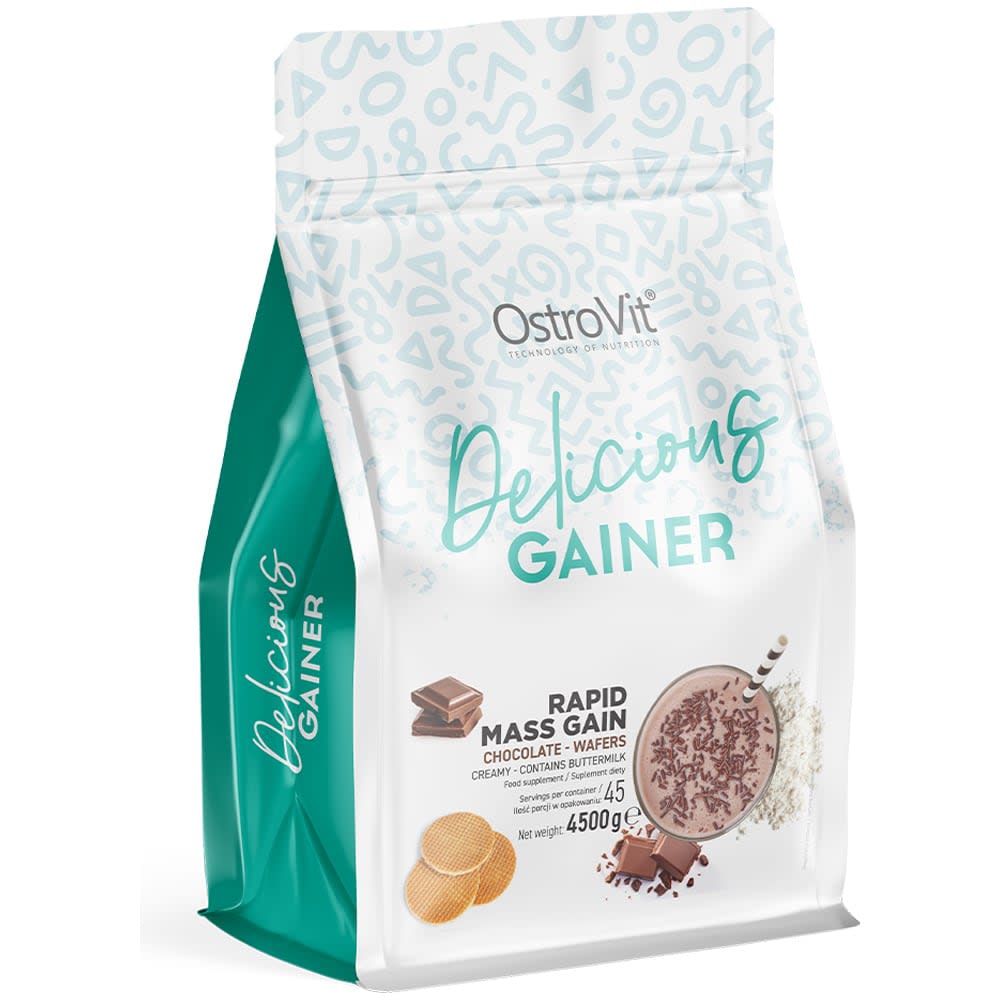 OstroVit®
TECHNOLOGY OF NUTRITION
Delicious
GAINER
RAPID
MASS GAIN
CHOCOLATE - WAFERS
CREAMY - CONTAINS BUTTERMILK
Food supplement / Suplement diety
Servings per container /
ilość porcji w opakowaniu: 45
Net weight: 4500g e
Delicious
GAINER